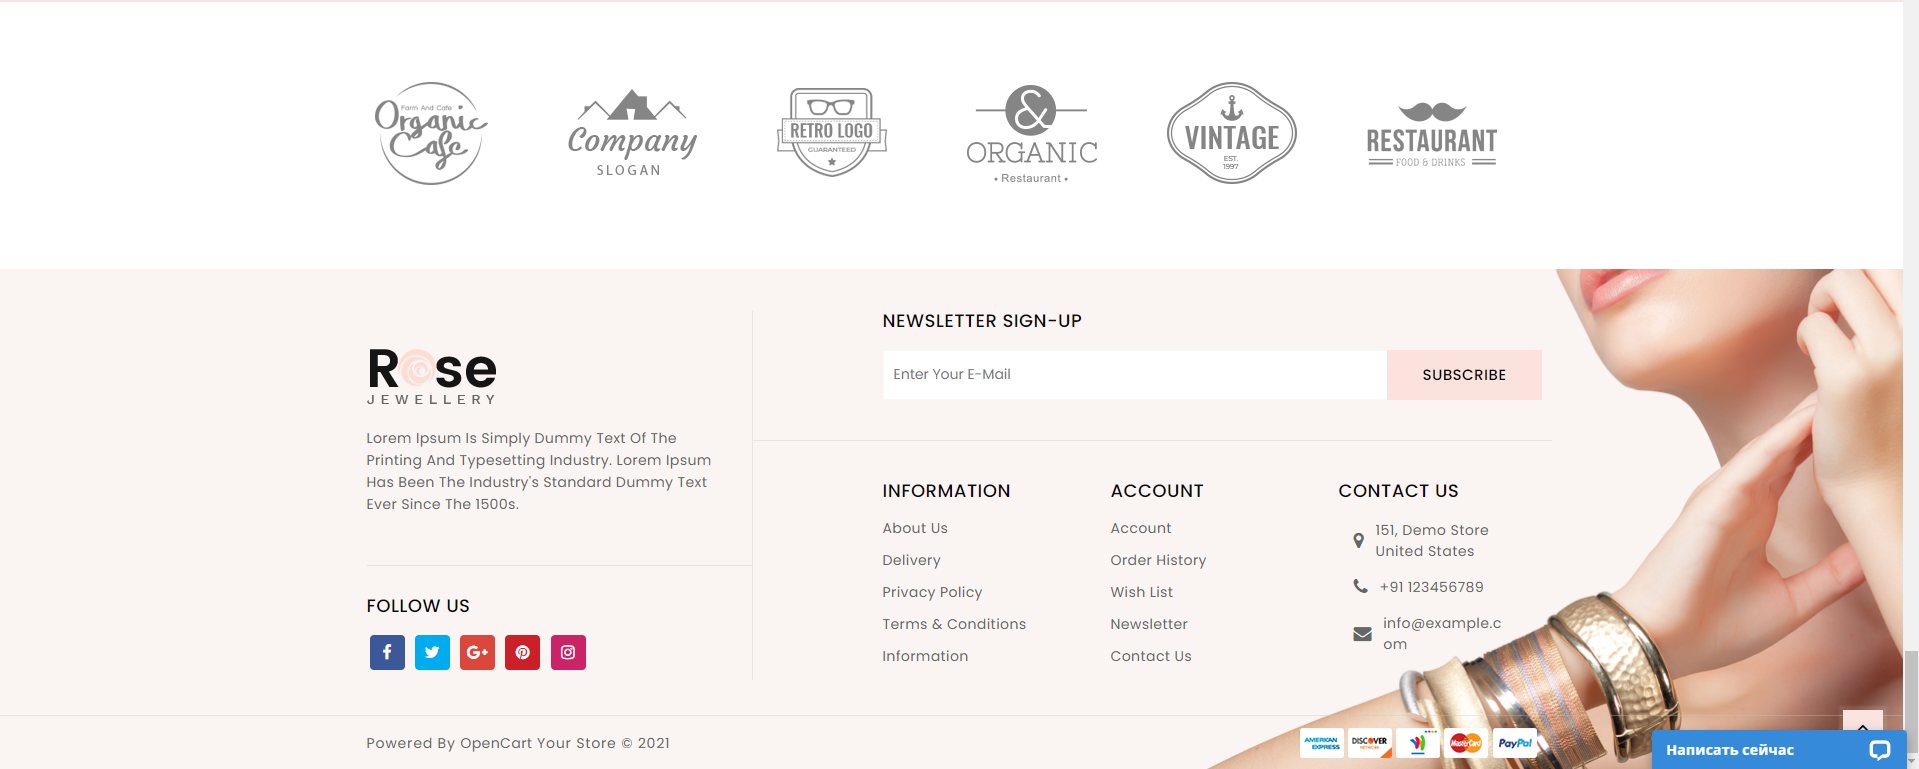 Farm And Cafe
Organic
Cafe
Company
SLOGAN
RETRO LOGO
GUARANTEED
&
ORGANIC
• Restaurant •
VINTAGE
EST.
1997
RESTAURANT
FOOD & DRINKS
Rose
JEWELLERY
Lorem Ipsum Is Simply Dummy Text Of The
Printing And Typesetting Industry. Lorem Ipsum
Has Been The Industry's Standard Dummy Text
Ever Since The 1500s.
FOLLOW US
f
G+
NEWSLETTER SIGN-UP
Enter Your E-Mail
SUBSCRIBE
INFORMATION
About Us
Delivery
Privacy Policy
Terms & Conditions
Information
ACCOUNT
Account
Order History
Wish List
Newsletter
Contact Us
CONTACT US
151, Demo Store
United States
+91 123456789
info@example.c
om
Powered By OpenCart Your Store © 2021
AMERICAN
EXPRESS
DISCOVER
NETWORK
MasterCard
PayPal
Написать сейчас